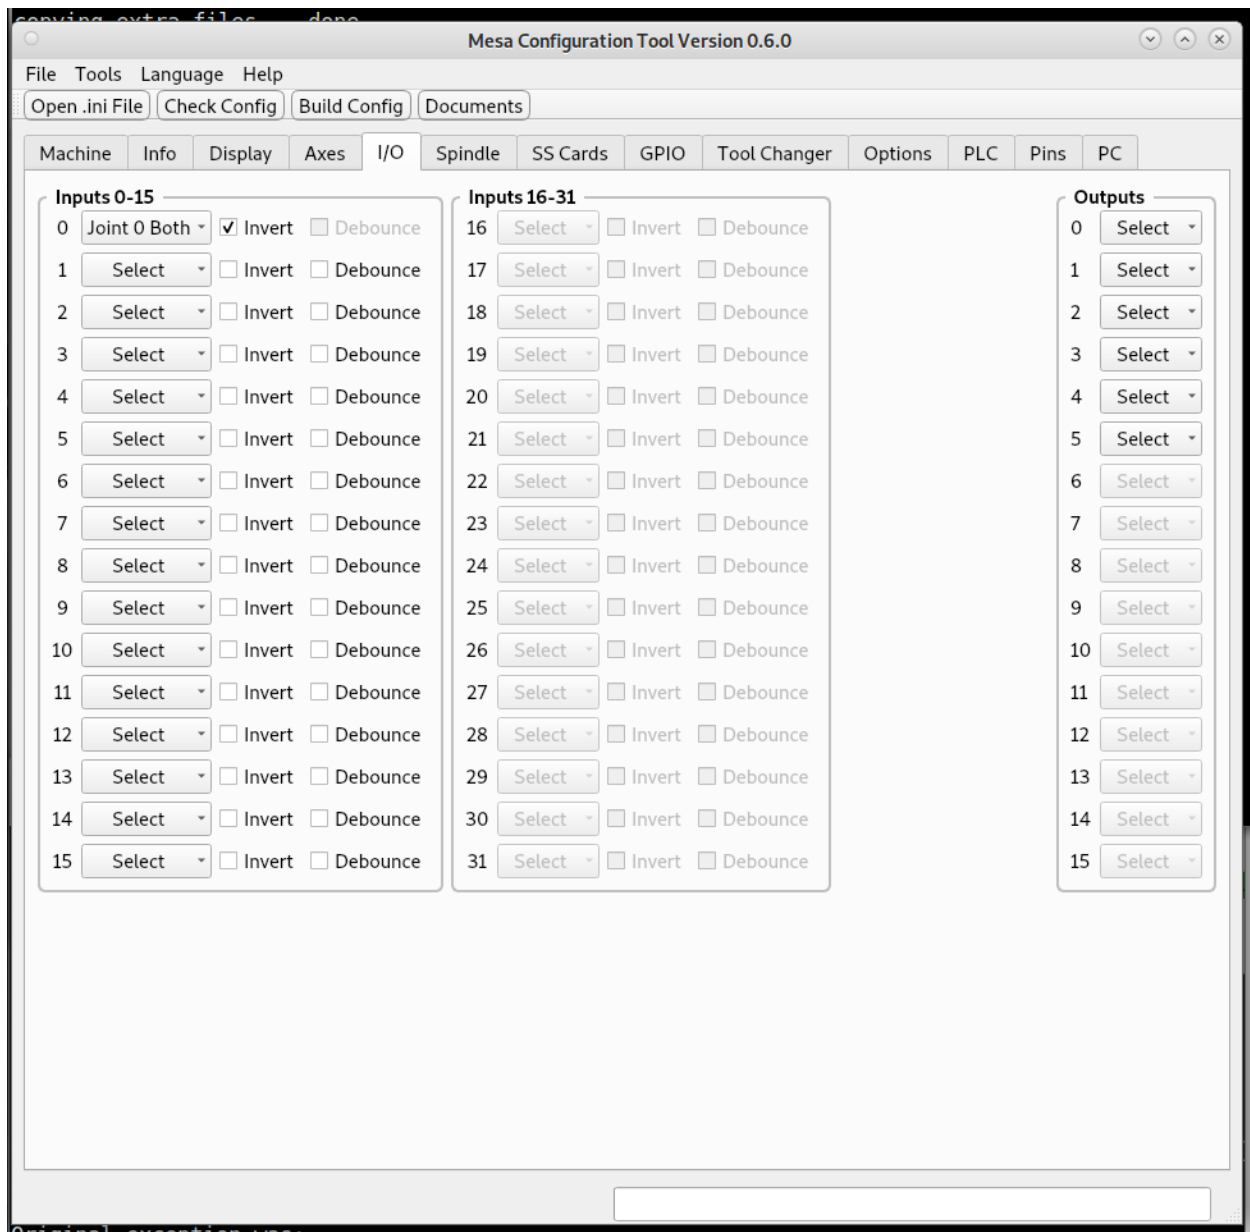 copying extra files... done
Mesa Configuration Tool Version 0.6.0
File Tools Language Help
Open .ini File Check Config Build Config Documents
Machine Info Display Axes I/O Spindle SS Cards GPIO Tool Changer Options PLC Pins PC
Inputs 0-15 Inputs 16-31 Outputs
0 Joint 0 Both Invert Debounce 16 Select Invert Debounce 0 Select
1 Select Invert Debounce 17 Select Invert Debounce 1 Select
2 Select Invert Debounce 18 Select Invert Debounce 2 Select
3 Select Invert Debounce 19 Select Invert Debounce 3 Select
4 Select Invert Debounce 20 Select Invert Debounce 4 Select
5 Select Invert Debounce 21 Select Invert Debounce 5 Select
6 Select Invert Debounce 22 Select Invert Debounce 6 Select
7 Select Invert Debounce 23 Select Invert Debounce 7 Select
8 Select Invert Debounce 24 Select Invert Debounce 8 Select
9 Select Invert Debounce 25 Select Invert Debounce 9 Select
10 Select Invert Debounce 26 Select Invert Debounce 10 Select
11 Select Invert Debounce 27 Select Invert Debounce 11 Select
12 Select Invert Debounce 28 Select Invert Debounce 12 Select
13 Select Invert Debounce 29 Select Invert Debounce 13 Select
14 Select Invert Debounce 30 Select Invert Debounce 14 Select
15 Select Invert Debounce 31 Select Invert Debounce 15 Select
Original exception was: